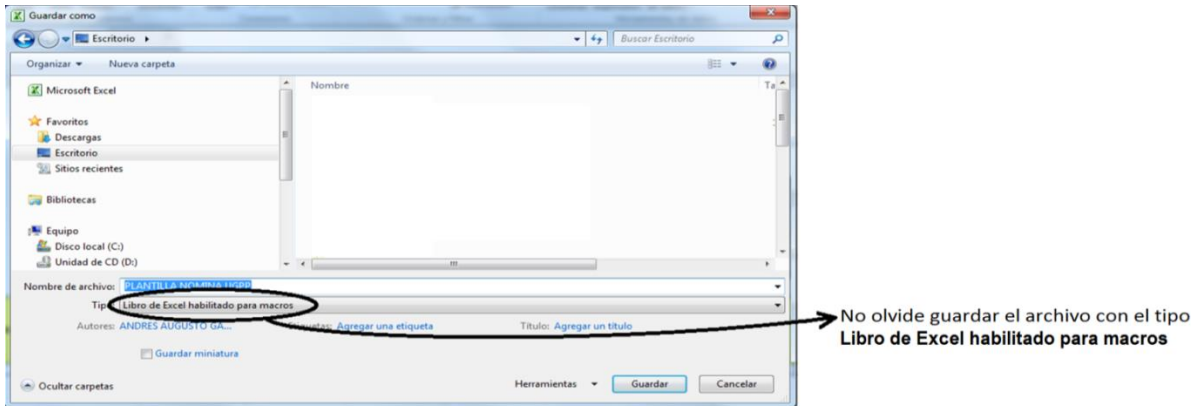 Guardar como
Escritorio
Buscar Escritorio
Organizar
Nueva carpeta
Microsoft Excel
Nombre
Ta
Favoritos
Descargas
Escritorio
Sitios recientes
Bibliotecas
Equipo
Disco local (C:)
Unidad de CD (D:)
Nombre de archivo: PLANTILLA NOMINA UGPP
Tip Libro de Excel habilitado para macros
Autores: ANDRES AUGUSTO GA... Agregar una etiqueta Título: Agregar un título
Guardar miniatura
Ocultar carpetas
Herramientas Guardar Cancelar
No olvide guardar el archivo con el tipo
Libro de Excel habilitado para macros